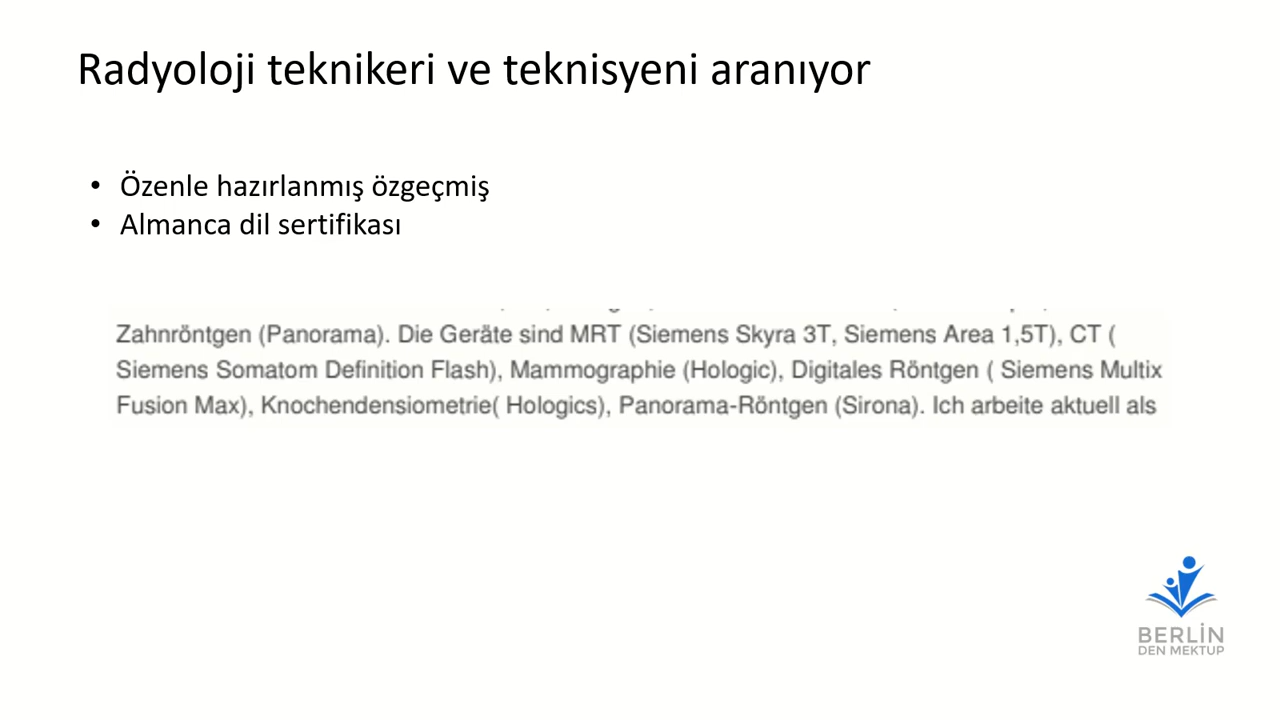 Radyoloji teknikeri ve teknisyeni aranıyor
• Özenle hazırlanmış özgeçmiş
• Almanca dil sertifikası
Zahnröntgen (Panorama). Die Geräte sind MRT (Siemens Skyra 3T, Siemens Area 1,5T), CT (
Siemens Somatom Definition Flash), Mammographie (Hologic), Digitales Röntgen ( Siemens Multix
Fusion Max), Knochendensiometrie( Hologics), Panorama-Röntgen (Sirona). Ich arbeite aktuell als
BERLİN
DEN MEKTUP